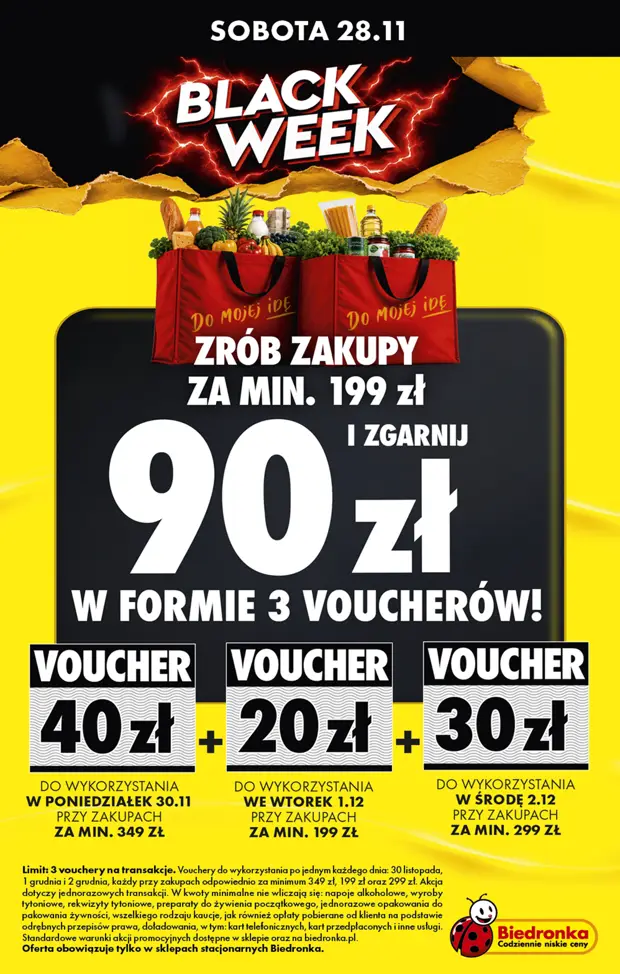 SOBOTA 28.11
BLACK
WEEK
DO MOJEJ IDĘ
DO MOJEJ IDĘ
ZRÓB ZAKUPY
ZA MIN. 199 zł
I ZGARNIJ
90 zł
W FORMIE 3 VOUCHERÓW!
VOUCHER
40 zł
DO WYKORZYSTANIA
W PONIEDZIAŁEK 30.11
PRZY ZAKUPACH
ZA MIN. 349 ZŁ
+
VOUCHER
20 zł
DO WYKORZYSTANIA
WE WTOREK 1.12
PRZY ZAKUPACH
ZA MIN. 199 ZŁ
+
VOUCHER
30 zł
DO WYKORZYSTANIA
W ŚRODĘ 2.12
PRZY ZAKUPACH
ZA MIN. 299 ZŁ
Limit: 3 vouchery na transakcje. Vouchery do wykorzystania po jednym każdego dnia: 30 listopada,
1 grudnia i 2 grudnia, każdy przy zakupach odpowiednio za minimum 349 zł, 199 zł oraz 299 zł. Akcja
dotyczy jednorazowych transakcji. W kwoty minimalne nie wliczają się: napoje alkoholowe, wyroby
tytoniowe, rekwizyty tytoniowe, preparaty do żywienia początkowego, jednorazowe opakowania do
pakowania żywności, wszelkiego rodzaju kaucje, jak również opłaty pobierane od klienta na podstawie
odrębnych przepisów prawa, doładowania, w tym: kart telefonicznych, kart przedpłaconych i inne usługi.
Standardowe warunki akcji promocyjnych dostępne w sklepie oraz na biedronka.pl.
Oferta obowiązuje tylko w sklepach stacjonarnych Biedronka.
Biedronka
Codziennie niskie ceny